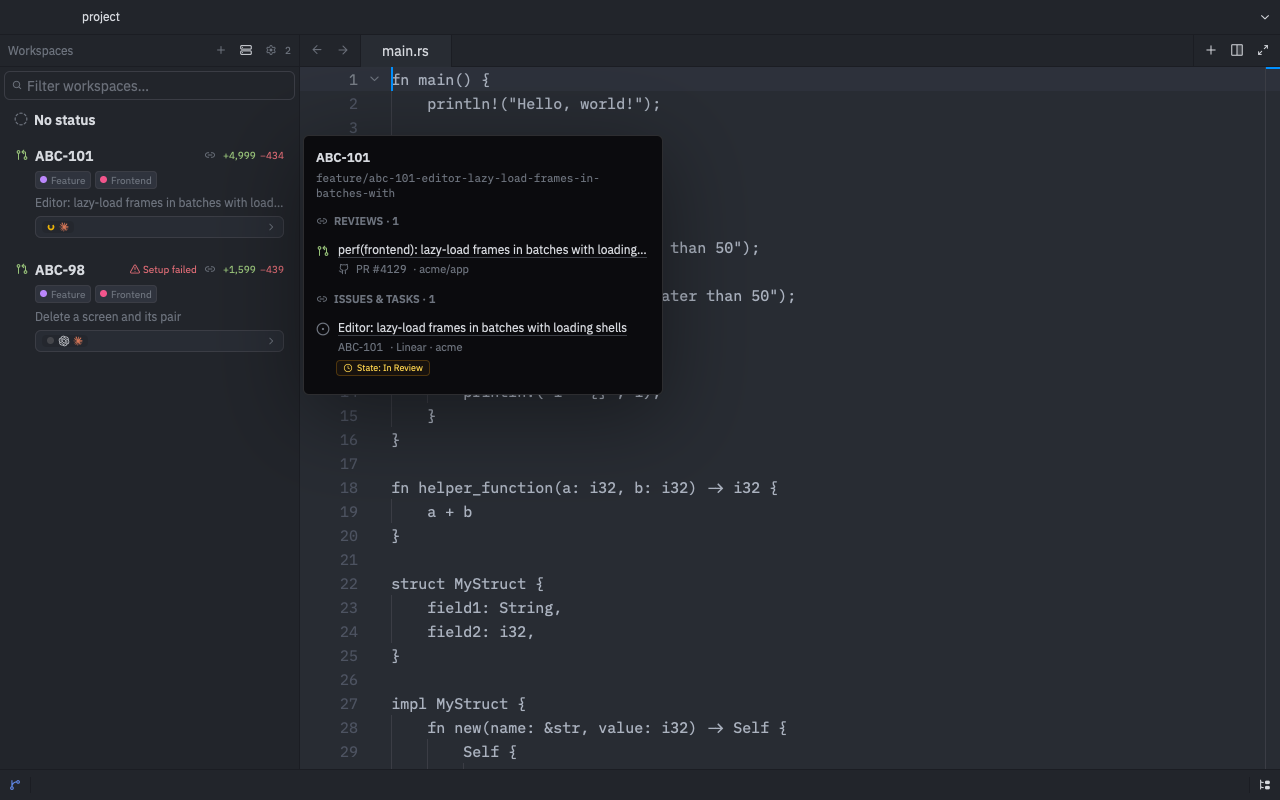 project
Workspaces
2
main.rs
Filter workspaces...
No status
ABC-101
+4,999 −434
Feature
Frontend
Editor: lazy-load frames in batches with load...
ABC-98
Setup failed
+1,599 −439
Feature
Frontend
Delete a screen and its pair
ABC-101
feature/abc-101-editor-lazy-load-frames-in-
batches-with
REVIEWS · 1
perf(frontend): lazy-load frames in batches with loading...
PR #4129 · acme/app
ISSUES & TASKS · 1
Editor: lazy-load frames in batches with loading shells
ABC-101 · Linear · acme
State: In Review
1 fn main() {
2 println!("Hello, world!");
3
than 50");
ater than 50");
15 }
16 }
17
18 fn helper_function(a: i32, b: i32) -> i32 {
19 a + b
20 }
21
22 struct MyStruct {
23 field1: String,
24 field2: i32,
25 }
26
27 impl MyStruct {
28 fn new(name: &str, value: i32) -> Self {
29 Self {